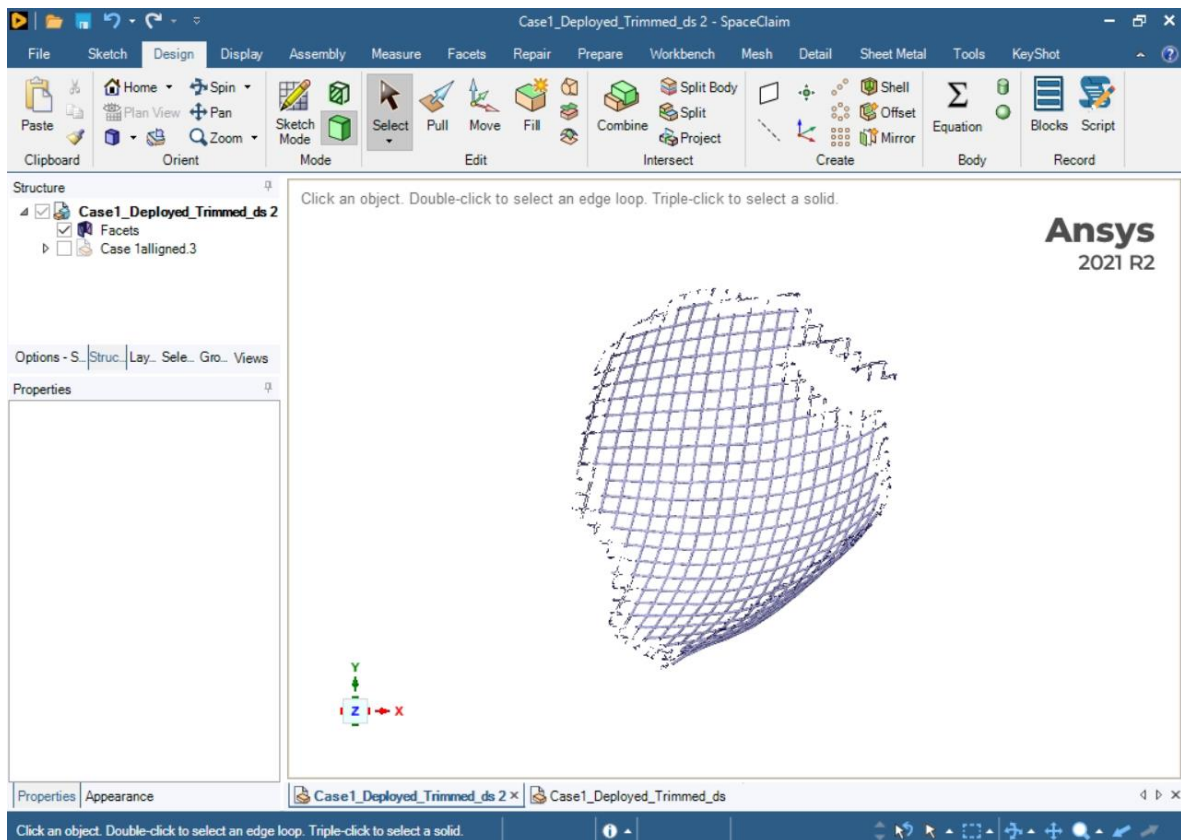 Case1_Deployed_Trimmed_ds 2 - SpaceClaim
File Sketch Design Display Assembly Measure Facets Repair Prepare Workbench Mesh Detail Sheet Metal Tools KeyShot
Paste
Home
Spin
Plan View
Pan
Zoom
Sketch
Mode
Select
Pull
Move
Fill
Combine
Split Body
Split
Project
Shell
Offset
Mirror
Equation
Blocks
Script
Clipboard Orient Mode Edit Intersect Create Body Record
Structure
Case1_Deployed_Trimmed_ds 2
Facets
Case 1alligned.3
Options - S... Struc... Lay... Sele... Gro... Views
Properties
Click an object. Double-click to select an edge loop. Triple-click to select a solid.
Ansys
2021 R2
Y
Z
X
Properties Appearance
Case1_Deployed_Trimmed_ds 2
Case1_Deployed_Trimmed_ds
Click an object. Double-click to select an edge loop. Triple-click to select a solid.